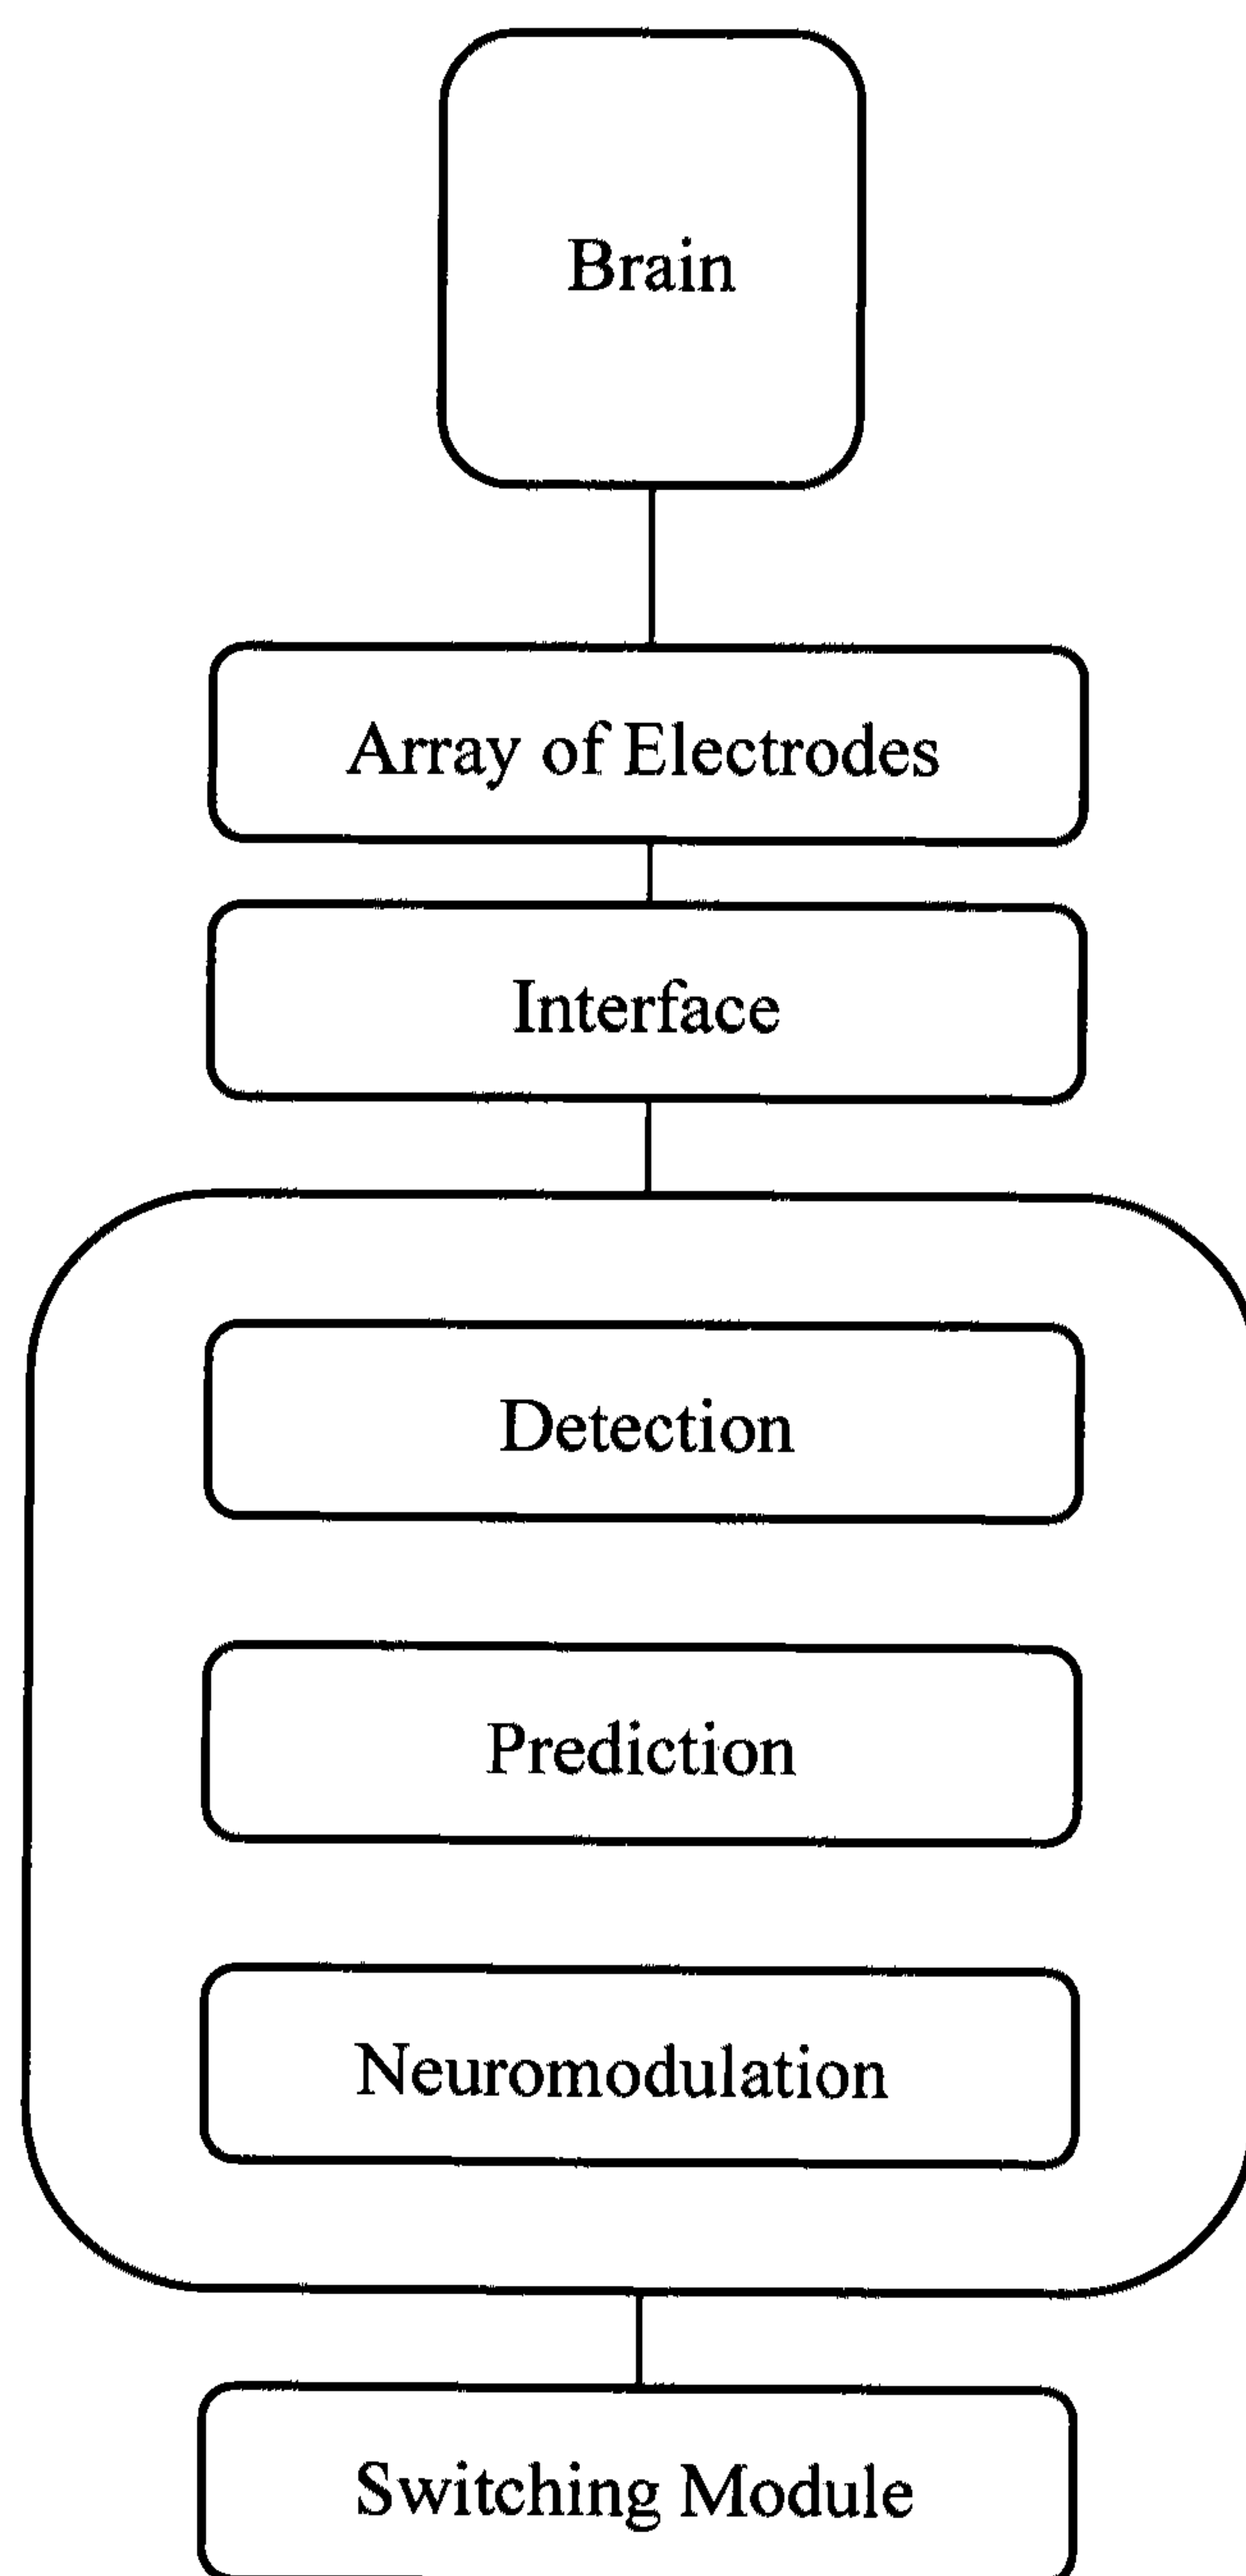 Brain
Array of Electrodes
Interface
Detection
Prediction
Neuromodulation
Switching Module